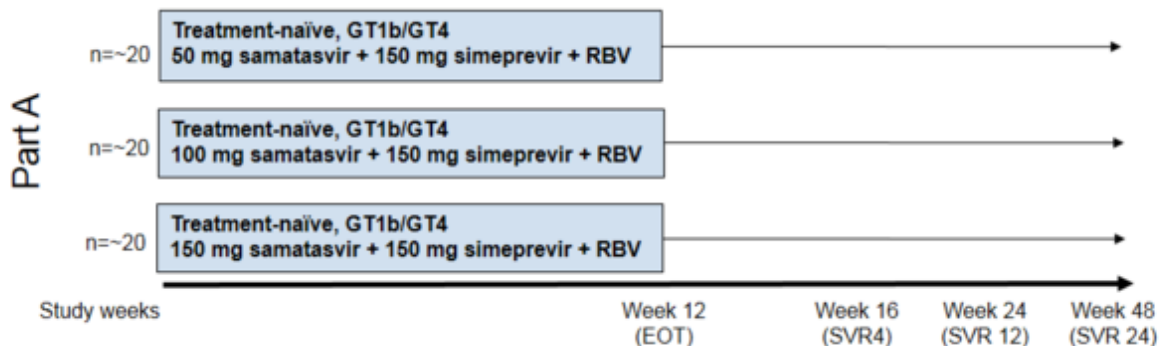 Part A
n=~20
Treatment-naïve, GT1b/GT4
50 mg samatasvir + 150 mg simeprevir + RBV
n=~20
Treatment-naïve, GT1b/GT4
100 mg samatasvir + 150 mg simeprevir + RBV
n=~20
Treatment-naïve, GT1b/GT4
150 mg samatasvir + 150 mg simeprevir + RBV
Study weeks
Week 12
(EOT)
Week 16
(SVR4)
Week 24
(SVR 12)
Week 48
(SVR 24)